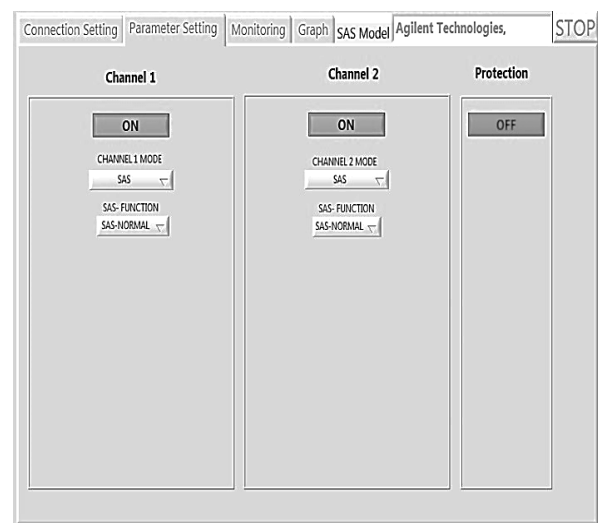 Connection Setting Parameter Setting Monitoring Graph SAS Model Agilent Technologies, STOP
Channel 1 Channel 2 Protection
ON ON OFF
CHANNEL 1 MODE CHANNEL 2 MODE
SAS SAS
SAS- FUNCTION SAS- FUNCTION
SAS-NORMAL SAS-NORMAL